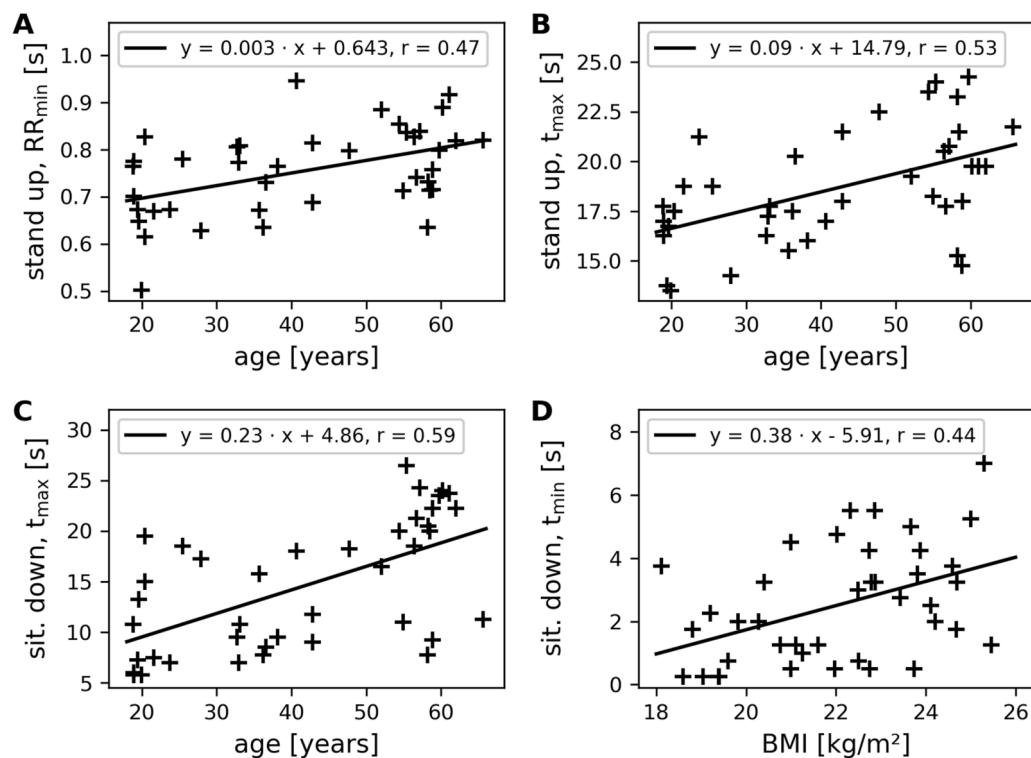 A
y = 0.003 · x + 0.643, r = 0.47
stand up, RRmin [s]
1.0
0.9
0.8
0.7
0.6
0.5
20 30 40 50 60
age [years]
B
y = 0.09 · x + 14.79, r = 0.53
stand up, tmax [s]
25.0
22.5
20.0
17.5
15.0
20 30 40 50 60
age [years]
C
y = 0.23 · x + 4.86, r = 0.59
sit. down, tmax [s]
30
25
20
15
10
5
20 30 40 50 60
age [years]
D
y = 0.38 · x - 5.91, r = 0.44
sit. down, tmin [s]
8
6
4
2
0
18 20 22 24 26
BMI [kg/m²]